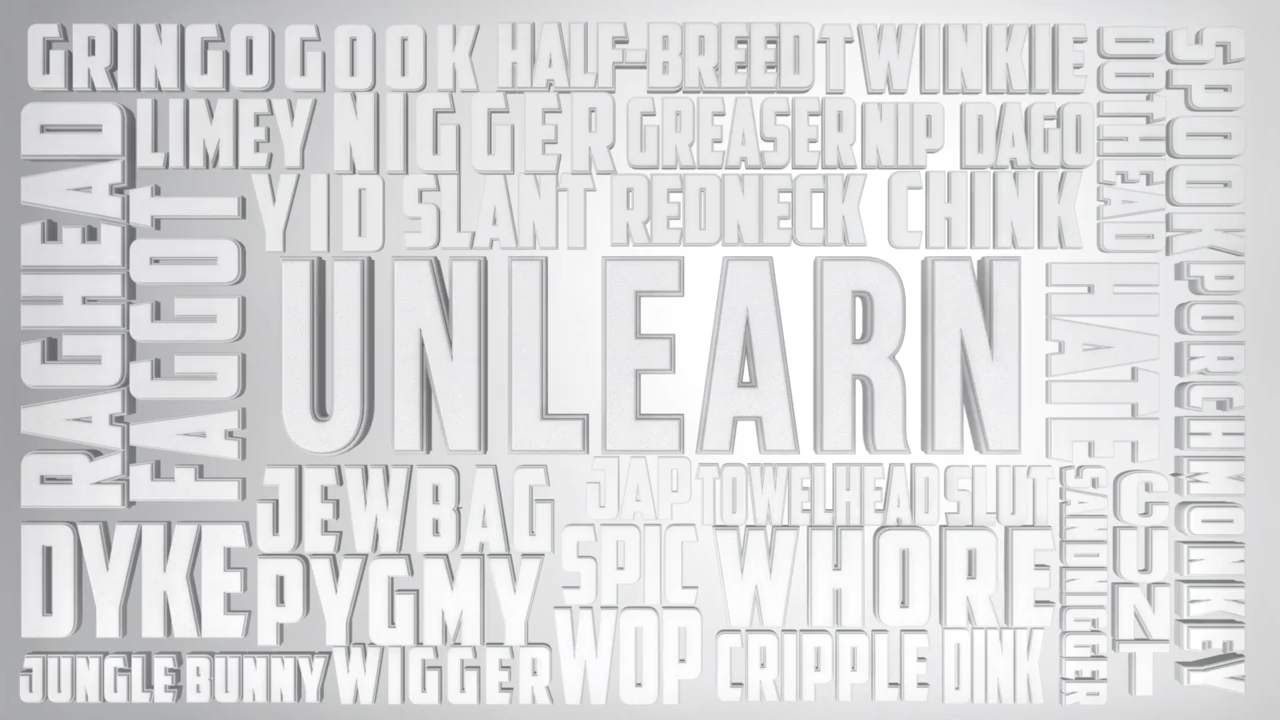 GRINGO GOOK HALF-BREED TWINKIE
LIMEY NIGGER GREASER NIP DAGO
YID SLANT REDNECK CHINK
RAGHEAD
FAGGOT
UNLEARN
HATE
DOTHEAD
SPOOK
PORCHMONKEY
JEWBAG JAP TOWELHEAD SLUT
DYKE PYGMY SPIC WHORE
SANDNIGGER
CUNT
JUNGLE BUNNY WIGGER WOP CRIPPLE DINK